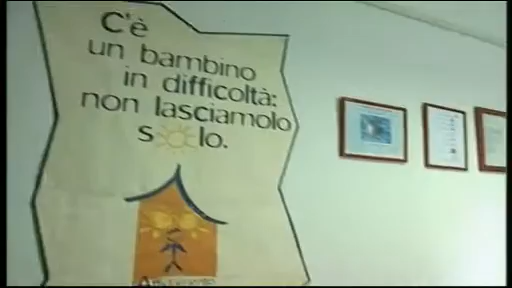 C'è
un bambino
in difficoltà:
non lasciamolo
solo.